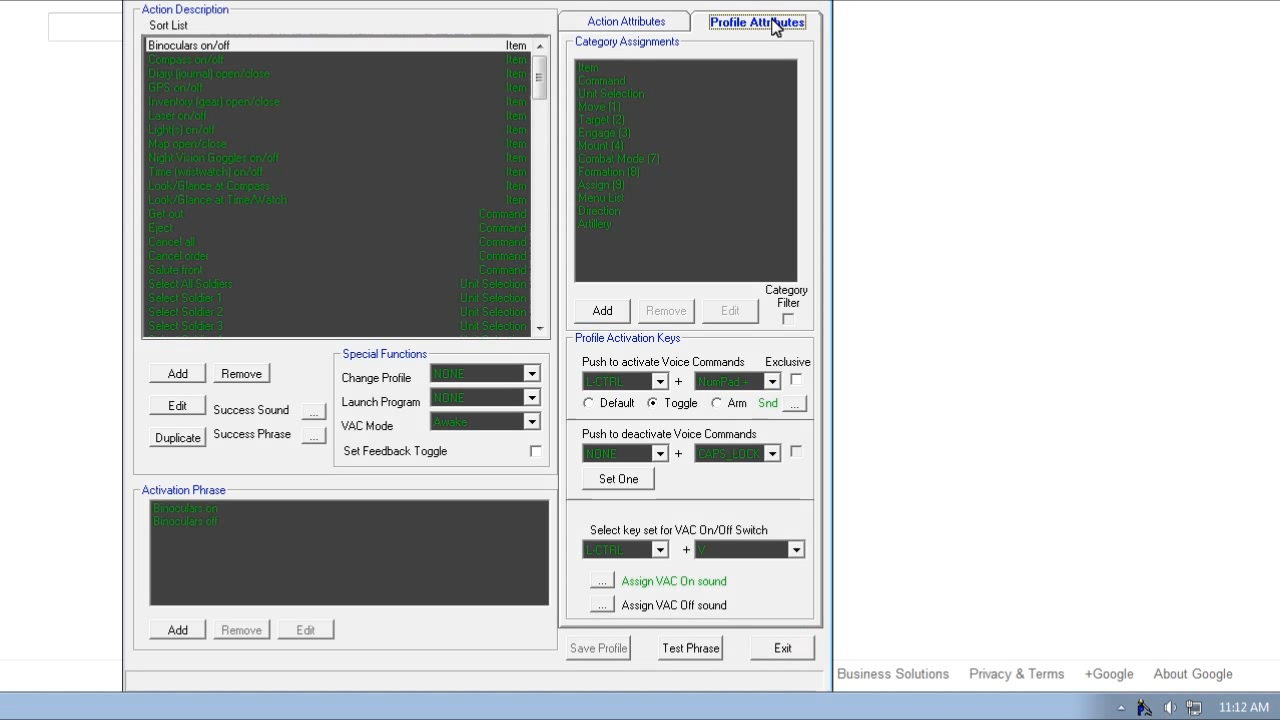 Action Description
Sort List
Binoculars on/off Item
Compass on/off Item
Diary (journal) open/close Item
GPS on/off Item
Inventory (gear) open/close Item
Laser on/off Item
Light(s) on/off Item
Map open/close Item
Night Vision Goggles on/off Item
Time (wristwatch) on/off Item
Look/Glance at Compass Item
Look/Glance at Time/Watch Item
Get out Command
Eject Command
Cancel all Command
Cancel order Command
Salute front Command
Select All Soldiers Unit Selection
Select Soldier 1 Unit Selection
Select Soldier 2 Unit Selection
Select Soldier 3 Unit Selection
Add Remove
Edit Success Sound ...
Duplicate Success Phrase ...
Special Functions
Change Profile NONE
Launch Program NONE
VAC Mode Awake
Set Feedback Toggle
Activation Phrase
Binoculars on
Binoculars off
Add Remove Edit
Action Attributes Profile Attributes
Category Assignments
Item
Command
Unit Selection
Move (1)
Target (2)
Engage (3)
Mount (4)
Combat Mode (7)
Formation (8)
Assign (9)
Menu List
Direction
Artillery
Add Remove Edit
Category
Filter
Profile Activation Keys
Push to activate Voice Commands Exclusive
L-CTRL + NumPad +
Default Toggle Arm Snd ...
Push to deactivate Voice Commands
NONE + CAPS_LOCK
Set One
Select key set for VAC On/Off Switch
L-CTRL + V
... Assign VAC On sound
... Assign VAC Off sound
Save Profile Test Phrase Exit
Business Solutions Privacy & Terms +Google About Google
11:12 AM